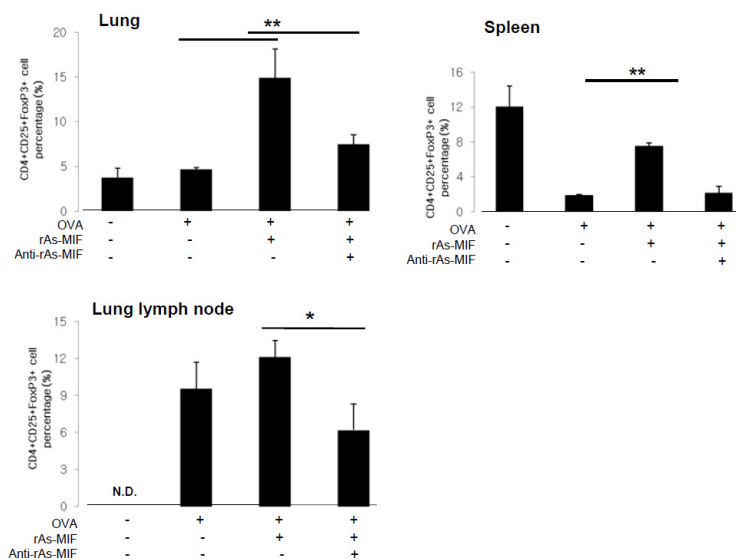 Lung
**
20
15
10
5
0
CD4+CD25+FoxP3+ cell
percentage(%)
OVA - + + +
rAs-MIF - - + +
Anti-rAs-MIF - - - +
Spleen
**
16
12
8
4
0
CD4+CD25+FoxP3+ cell
percentage(%)
OVA - + + +
rAs-MIF - - + +
Anti-rAs-MIF - - - +
Lung lymph node
*
15
12
9
6
3
0
CD4+CD25+FoxP3+ cell
percentage(%)
N.D.
OVA - + + +
rAs-MIF - - + +
Anti-rAs-MIF - - - +